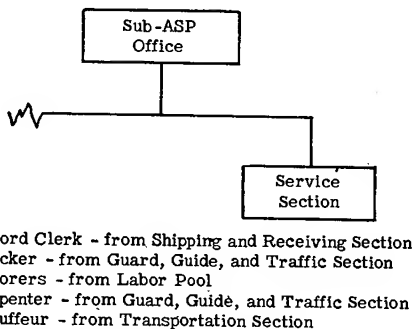 Sub-ASP
Office
Service
Section
ord Clerk - from Shipping and Receiving Section
cker - from Guard, Guide, and Traffic Section
orers - from Labor Pool
penter - from Guard, Guide, and Traffic Section
uffeur - from Transportation Section